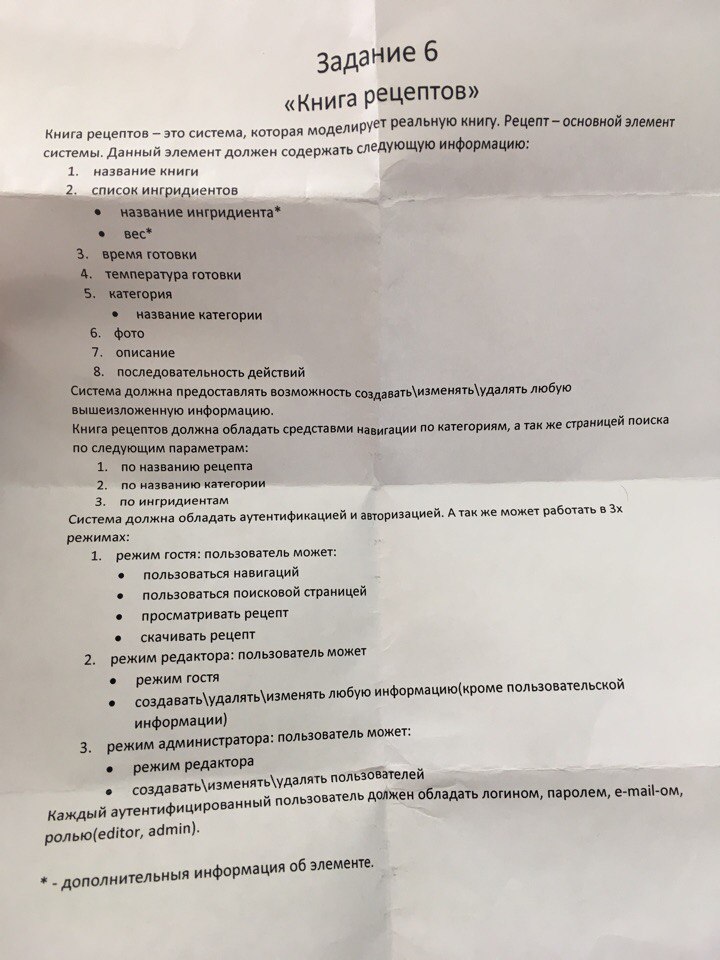 Задание 6
«Книга рецептов»
Книга рецептов – это система, которая моделирует реальную книгу. Рецепт – основной элемент
системы. Данный элемент должен содержать следующую информацию:
1. название книги
2. список ингридиентов
• название ингридиента*
• вес*
3. время готовки
4. температура готовки
5. категория
• название категории
6. фото
7. описание
8. последовательность действий
Система должна предоставлять возможность создавать\изменять\удалять любую
вышеизложенную информацию.
Книга рецептов должна обладать средствами навигации по категориям, а так же страницей поиска
по следующим параметрам:
1. по названию рецепта
2. по названию категории
3. по ингридиентам
Система должна обладать аутентификацией и авторизацией. А так же может работать в 3х
режимах:
1. режим гостя: пользователь может:
• пользоваться навигаций
• пользоваться поисковой страницей
• просматривать рецепт
• скачивать рецепт
2. режим редактора: пользователь может
• режим гостя
• создавать\удалять\изменять любую информацию(кроме пользовательской
информации)
3. режим администратора: пользователь может:
• режим редактора
• создавать\изменять\удалять пользователей
Каждый аутентифицированный пользователь должен обладать логином, паролем, e-mail-ом,
ролью(editor, admin).
* - дополнительныя информация об элементе.